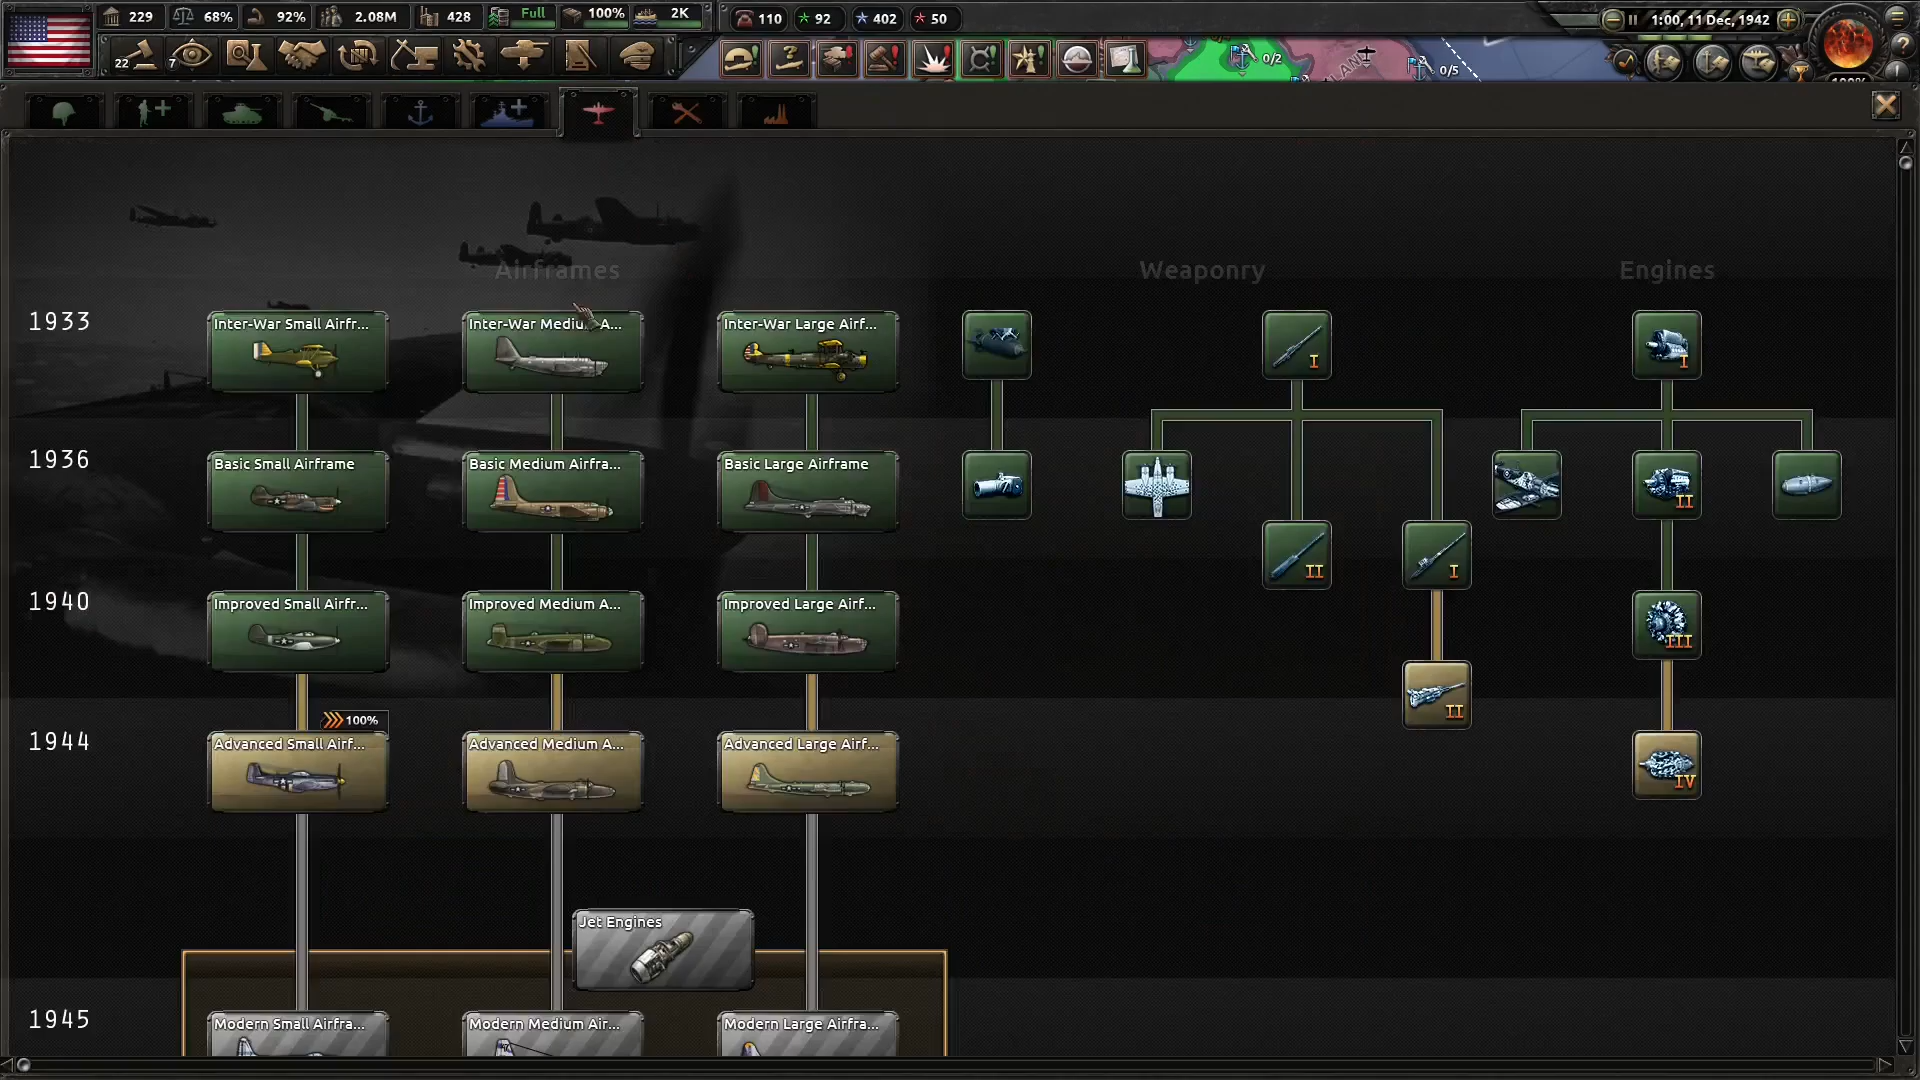 229 68% 92% 2.08M 428 Full 100% 2K 110 92 402 50 1:00, 11 Dec, 1942
22 7 0/2 0/5 100%
Airframes Weaponry Engines
1933
Inter-War Small Airfr... Inter-War Medium A... Inter-War Large Airf... I I
1936
Basic Small Airframe Basic Medium Airfra... Basic Large Airframe II
II I
1940
Improved Small Airfr... Improved Medium A... Improved Large Airf... III
II
100%
1944
Advanced Small Airf... Advanced Medium A... Advanced Large Airf... IV
Jet Engines
1945
Modern Small Airfra... Modern Medium Air... Modern Large Airfra...